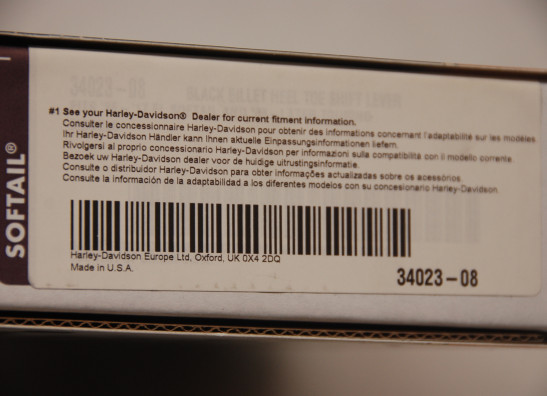 SOFTAIL®
34023-08
#1 See your Harley-Davidson® Dealer for current fitment information.
Consulter le concessionnaire Harley-Davidson pour obtenir des informations concernant l'adaptabilité sur les modèles
Ihr Harley-Davidson Händler kann Ihnen aktuelle Einpassungsinformationen liefern.
Rivolgersi al proprio concessionario Harley-Davidson per informazioni sulla compatibilità con il modello corrente.
Bezoek uw Harley-Davidson dealer voor de huidige uitrustingsinformatie.
Consulte o distribuidor Harley-Davidson para obter informações actualizadas sobre os acessórios.
Consulte la información de la adaptabilidad a los diferentes modelos con su concesionario Harley-Davidson.
Harley-Davidson Europe Ltd, Oxford, UK 0X4 2DQ
Made in U.S.A.
34023-08